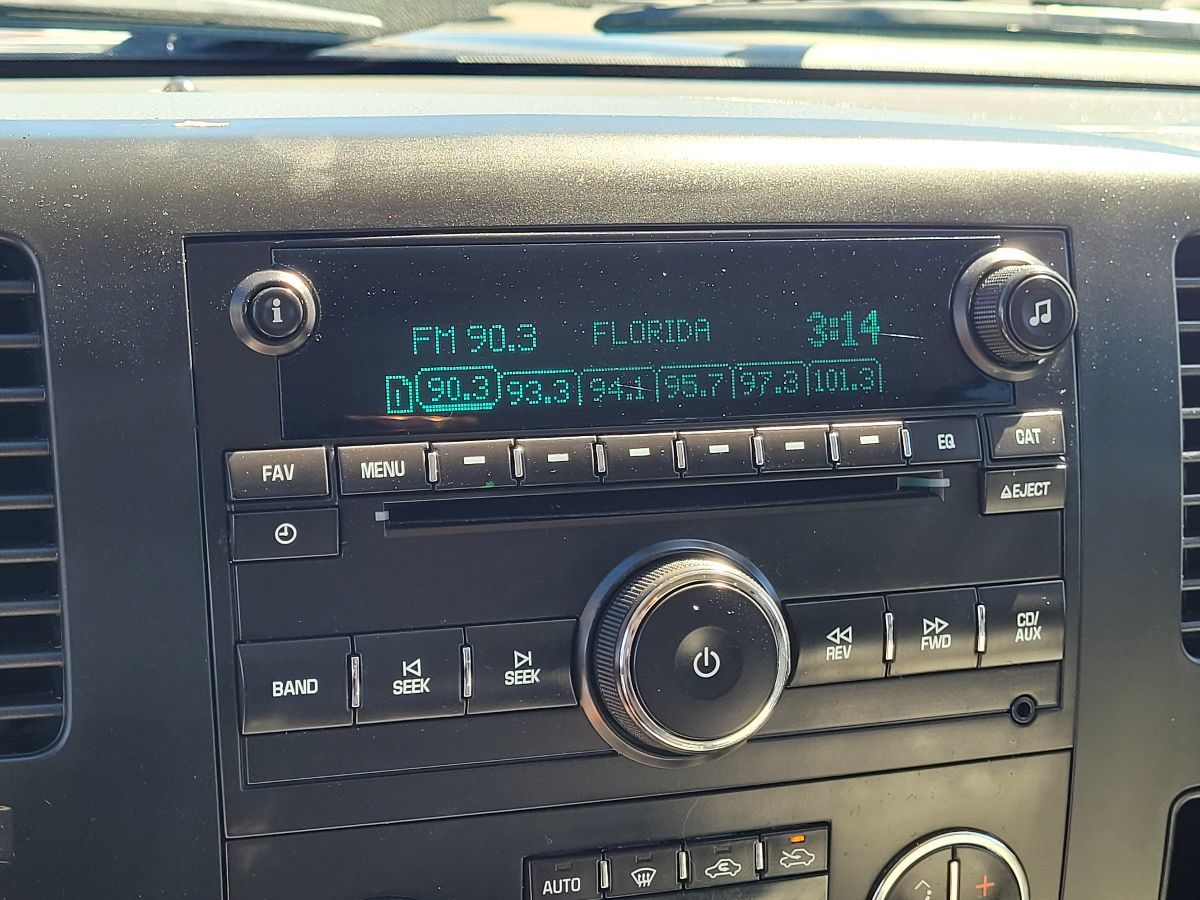 i
FM 90.3 FLORIDA 3:14
1 90.3 93.3 94.1 95.7 97.3 101.3
FAV MENU EQ CAT
EJECT
BAND SEEK SEEK REV FWD CD/
AUX
AUTO